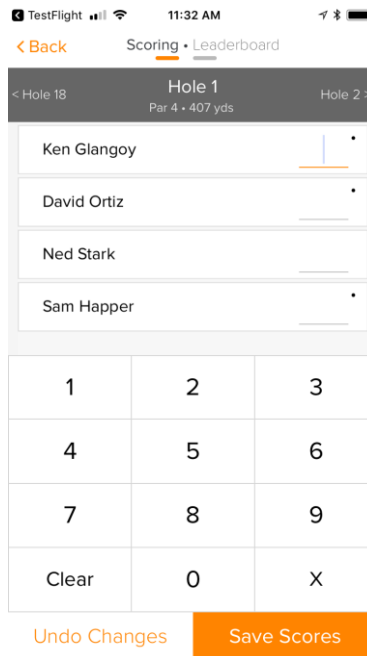 TestFlight 11:32 AM
< Back Scoring • Leaderboard
< Hole 18 Hole 1 Hole 2 >
Par 4 • 407 yds
Ken Glangoy
David Ortiz
Ned Stark
Sam Happer
1 2 3
4 5 6
7 8 9
Clear 0 X
Undo Changes Save Scores